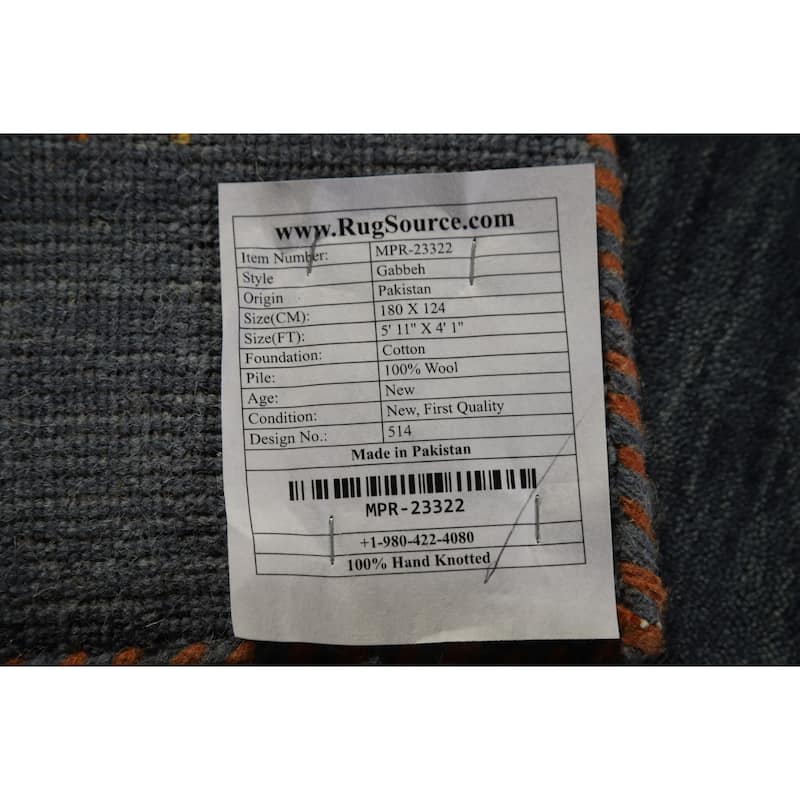 www.RugSource.com
Item Number: MPR-23322
Style Gabbeh
Origin Pakistan
Size(CM): 180 X 124
Size(FT): 5' 11" X 4' 1"
Foundation: Cotton
Pile: 100% Wool
Age: New
Condition: New, First Quality
Design No.: 514
Made in Pakistan
MPR-23322
+1-980-422-4080
100% Hand Knotted